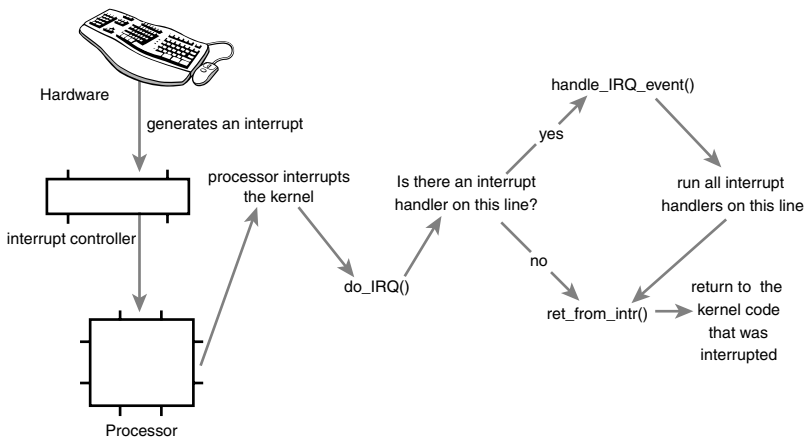 Hardware
generates an interrupt
interrupt controller
Processor
processor interrupts
the kernel
do_IRQ()
Is there an interrupt
handler on this line?
yes
no
handle_IRQ_event()
run all interrupt
handlers on this line
ret_from_intr()
return to the
kernel code
that was
interrupted